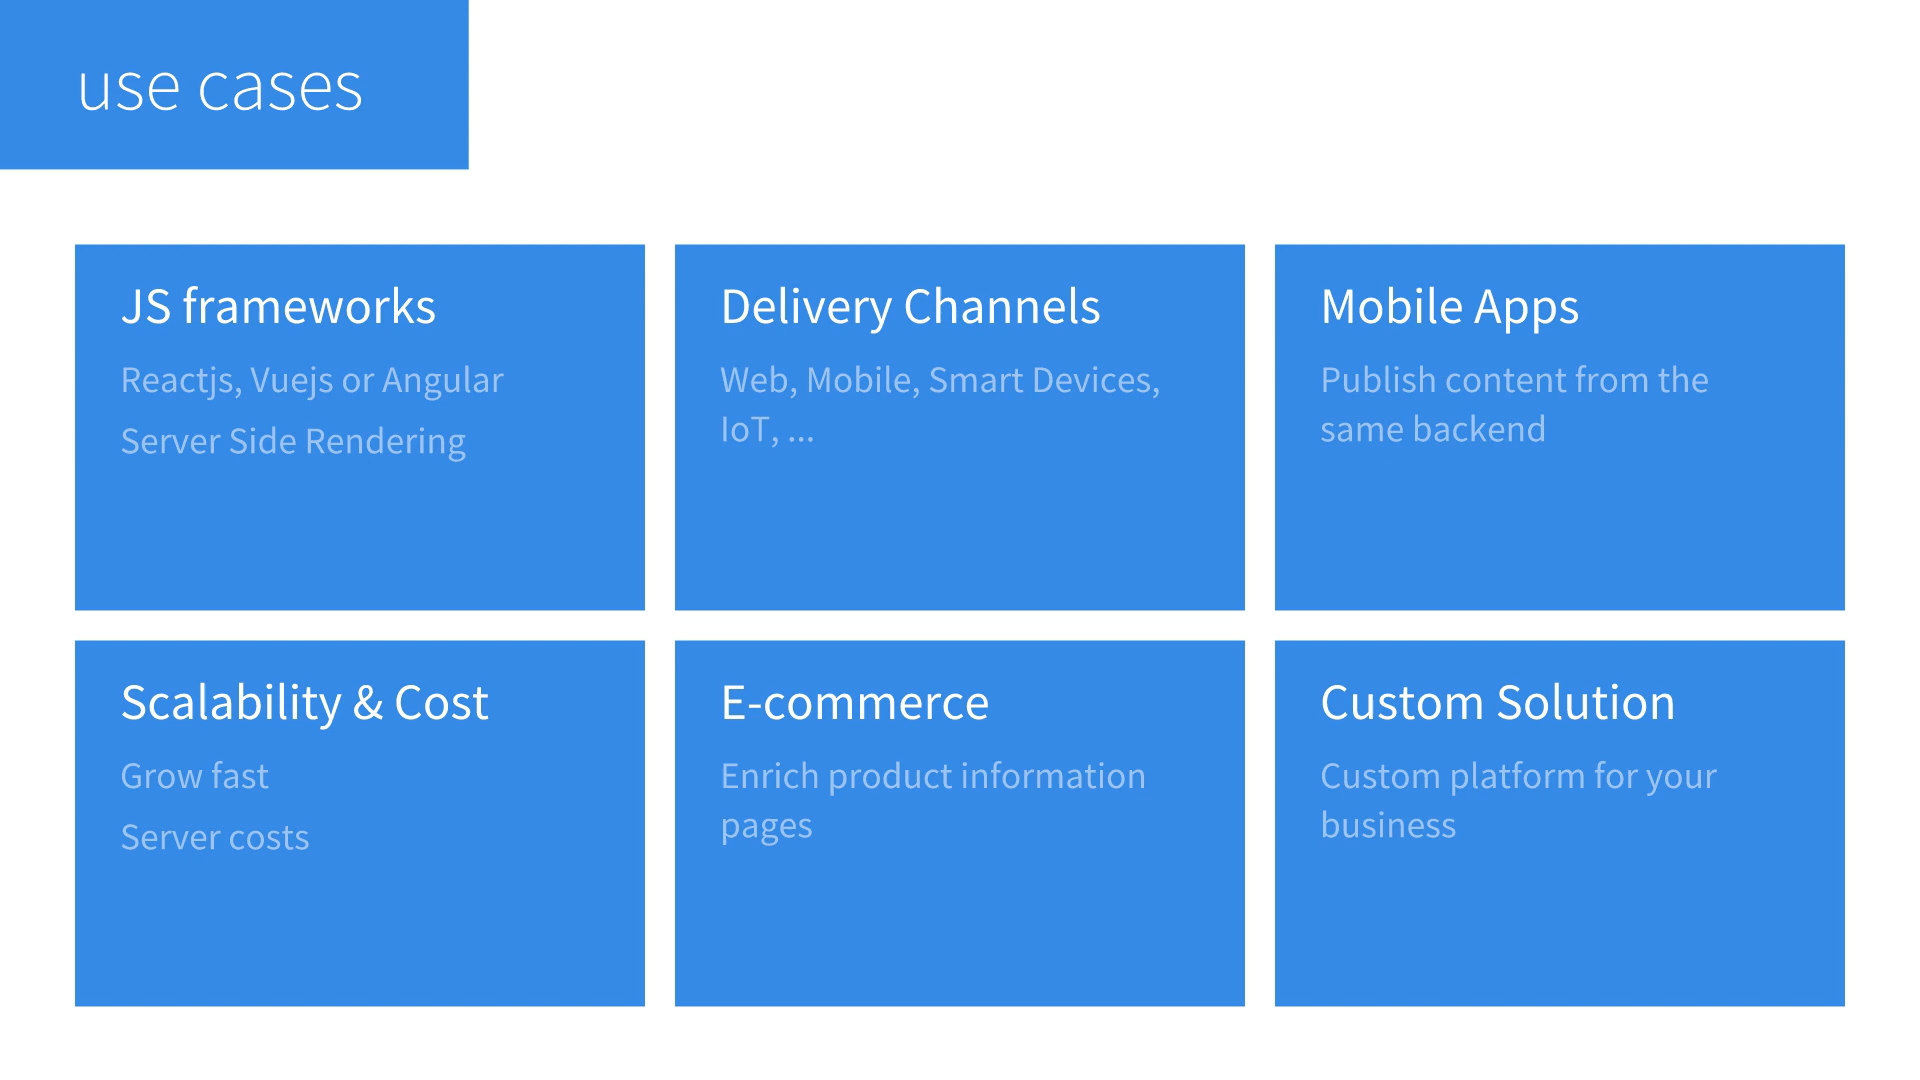 use cases
JS frameworks
Reactjs, Vuejs or Angular
Server Side Rendering
Delivery Channels
Web, Mobile, Smart Devices,
IoT, ...
Mobile Apps
Publish content from the
same backend
Scalability & Cost
Grow fast
Server costs
E-commerce
Enrich product information
pages
Custom Solution
Custom platform for your
business